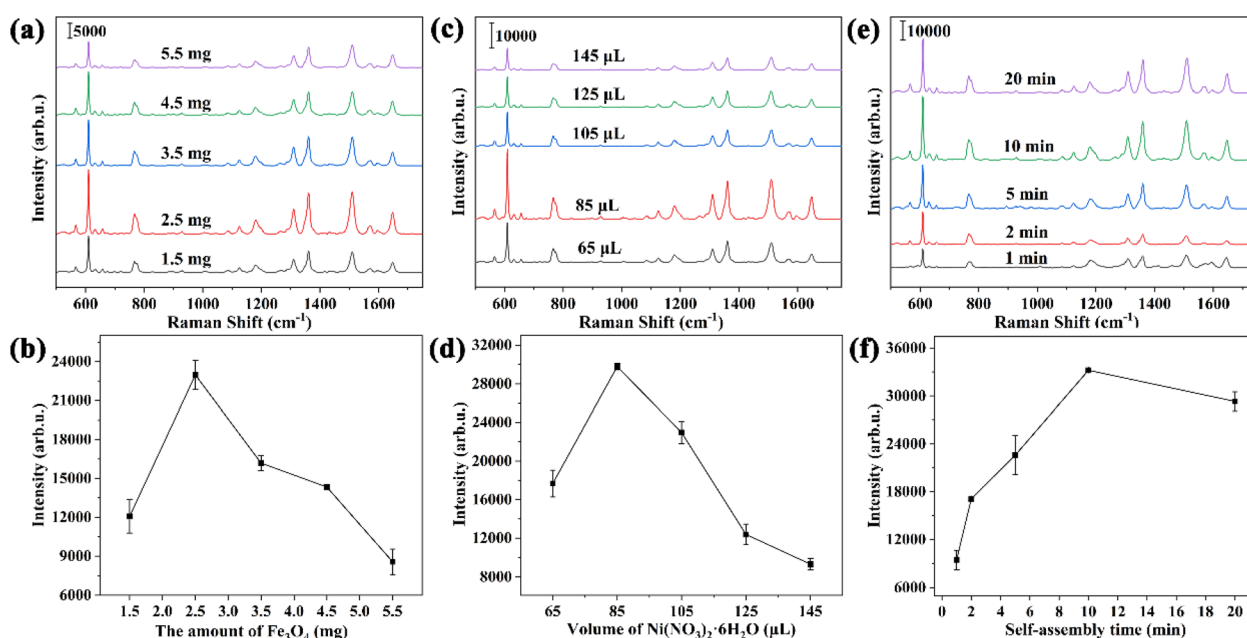 (a)
5000
5.5 mg
4.5 mg
3.5 mg
2.5 mg
1.5 mg
Intensity (arb.u.)
600 800 1000 1200 1400 1600
Raman Shift (cm⁻¹)
(c)
10000
145 μL
125 μL
105 μL
85 μL
65 μL
Intensity (arb.u.)
600 800 1000 1200 1400 1600
Raman Shift (cm⁻¹)
(e)
10000
20 min
10 min
5 min
2 min
1 min
Intensity (arb.u.)
600 800 1000 1200 1400 1600
Raman Shift (cm⁻¹)
(b)
24000
21000
18000
15000
12000
9000
6000
Intensity (arb.u.)
1.5 2.0 2.5 3.0 3.5 4.0 4.5 5.0 5.5
The amount of Fe₃O₄ (mg)
(d)
32000
28000
24000
20000
16000
12000
8000
Intensity (arb.u.)
65 85 105 125 145
Volume of Ni(NO₃)₂·6H₂O (μL)
(f)
36000
30000
24000
18000
12000
6000
Intensity (arb.u.)
0 2 4 6 8 10 12 14 16 18 20
Self-assembly time (min)